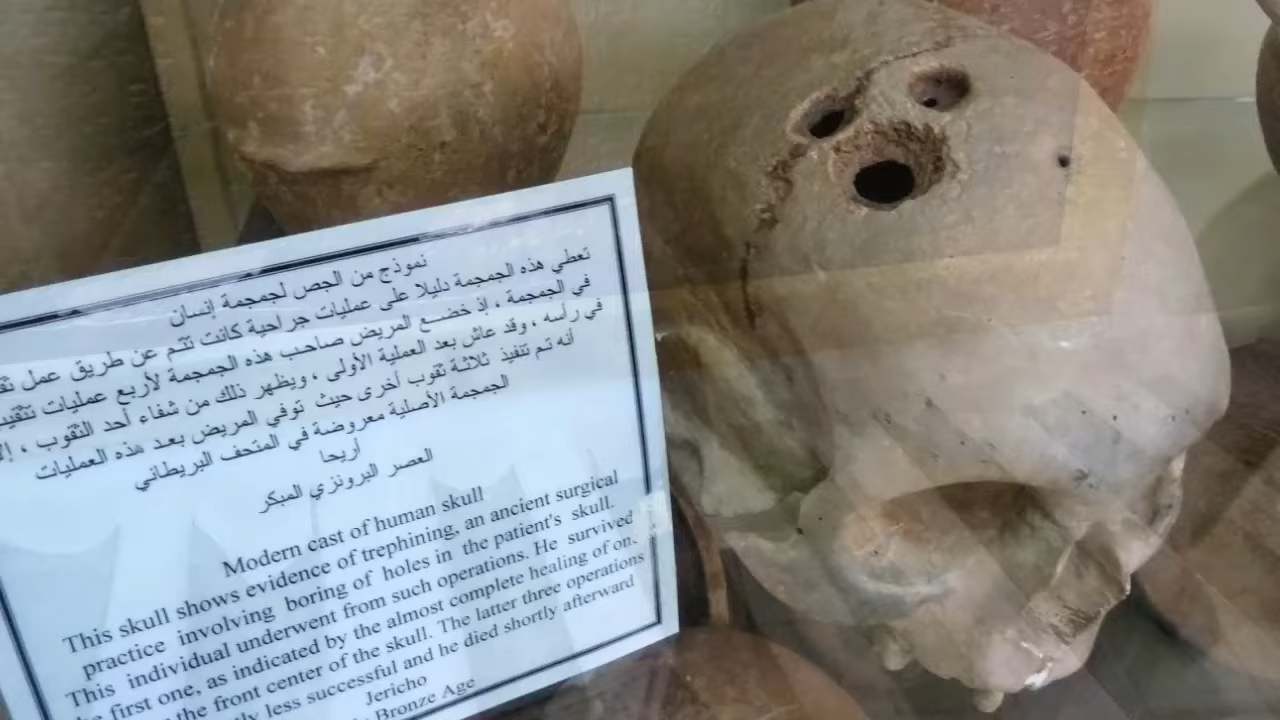 نموذج من الجص لجمجمة إنسان
تعطي هذه الجمجمة دليلا على عمليات جراحية كانت تتم عن طريق عمل
في الجمجمة ، إذ خضع المريض صاحب هذه الجمجمة لأربع عمليات
في رأسه ، وقد عاش بعد العملية الأولى ، ويظهر ذلك من شفاء أحد الثقوب ،
أنه تم تنفيذ ثلاثة ثقوب أخرى حيث توفي المريض بعد هذه العمليات
الجمجمة الأصلية معروضة في المتحف البريطاني
أريحا
العصر البرونزي المبكر
Modern cast of human skull
This skull shows evidence of trephining, an ancient surgical
practice involving boring of holes in the patient's skull.
This individual underwent from such operations. He survived
first one, as indicated by the almost complete healing of
the front center of the skull. The latter three operations
less successful and he died shortly afterward
Jericho
Bronze Age